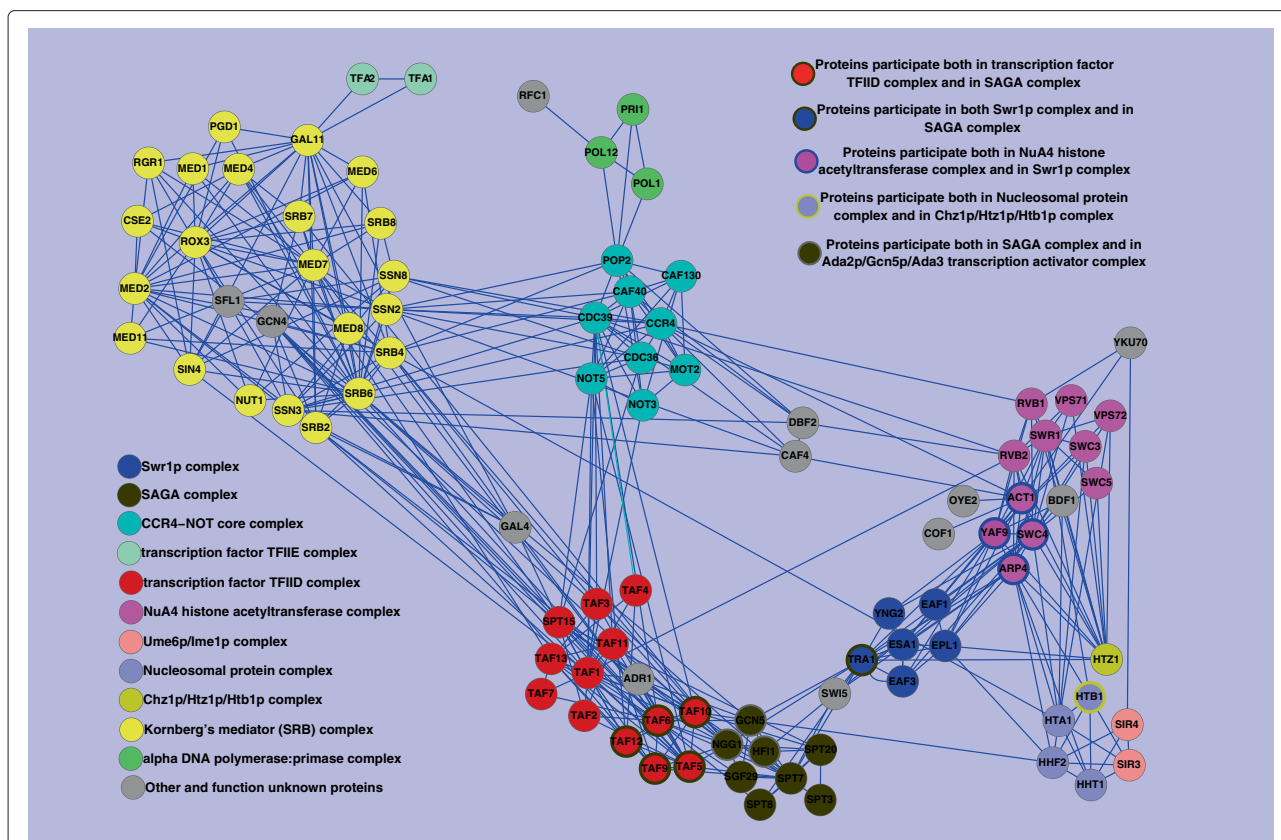 TFA2
TFA1
RFC1
PRI1
PGD1
GAL11
POL12
RGR1
MED1
MED4
MED6
POL1
CSE2
SRB7
SRB8
ROX3
MED7
POP2
CAF130
SSN8
MED2
SFL1
SSN2
CAF40
GCN4
MED8
CDC39
CCR4
MED11
SRB4
CDC36
SIN4
NOT5
MOT2
NUT1
SSN3
SRB6
NOT3
SRB2
DBF2
CAF4
YKU70
RVB1
VPS71
VPS72
SWR1
SWC3
RVB2
SWC5
OYE2
ACT1
BDF1
COF1
YAF9
SWC4
ARP4
GAL4
TAF4
TAF3
SPT15
TAF11
TAF13
TAF1
ADR1
TAF7
TAF2
TAF6
TAF10
TAF12
TAF9
TAF5
YNG2
EAF1
ESA1
EPL1
TRA1
EAF3
SWI5
GCN5
NGG1
HFI1
SPT20
SGF29
SPT7
SPT8
SPT3
HTZ1
HTB1
HTA1
SIR4
HHF2
SIR3
HHT1
Proteins participate both in transcription factor
TFIID complex and in SAGA complex
Proteins participate in both Swr1p complex and in
SAGA complex
Proteins participate both in NuA4 histone
acetyltransferase complex and in Swr1p complex
Proteins participate both in Nucleosomal protein
complex and in Chz1p/Htz1p/Htb1p complex
Proteins participate both in SAGA complex and in
Ada2p/Gcn5p/Ada3 transcription activator complex
Swr1p complex
SAGA complex
CCR4−NOT core complex
transcription factor TFIIE complex
transcription factor TFIID complex
NuA4 histone acetyltransferase complex
Ume6p/Ime1p complex
Nucleosomal protein complex
Chz1p/Htz1p/Htb1p complex
Kornberg's mediator (SRB) complex
alpha DNA polymerse:primase complex
Other and function unknown proteins